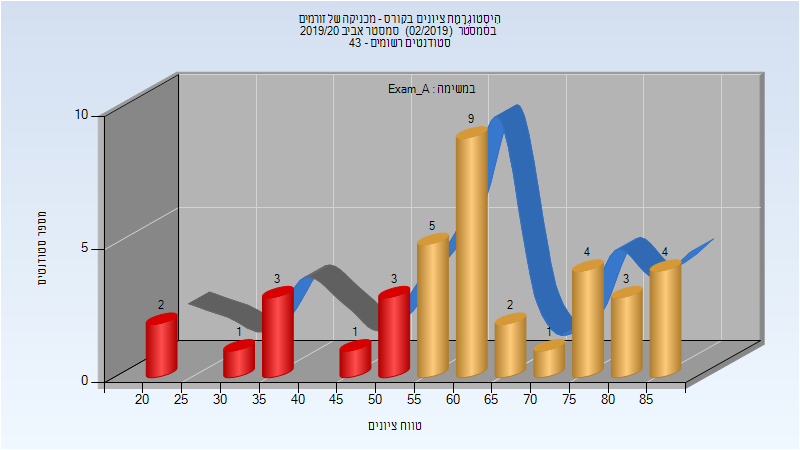 היסטוגרמת ציונים בקורס - מכניקה של זורמים
בסמסטר (02/2019) סמסטר אביב 2019/20
סטודנטים רשומים - 43
במשימה : Exam_A
מספר סטודנטים
10
5
0
2
1
3
1
3
5
9
2
1
4
3
4
20 25 30 35 40 45 50 55 60 65 70 75 80 85
טווח ציונים